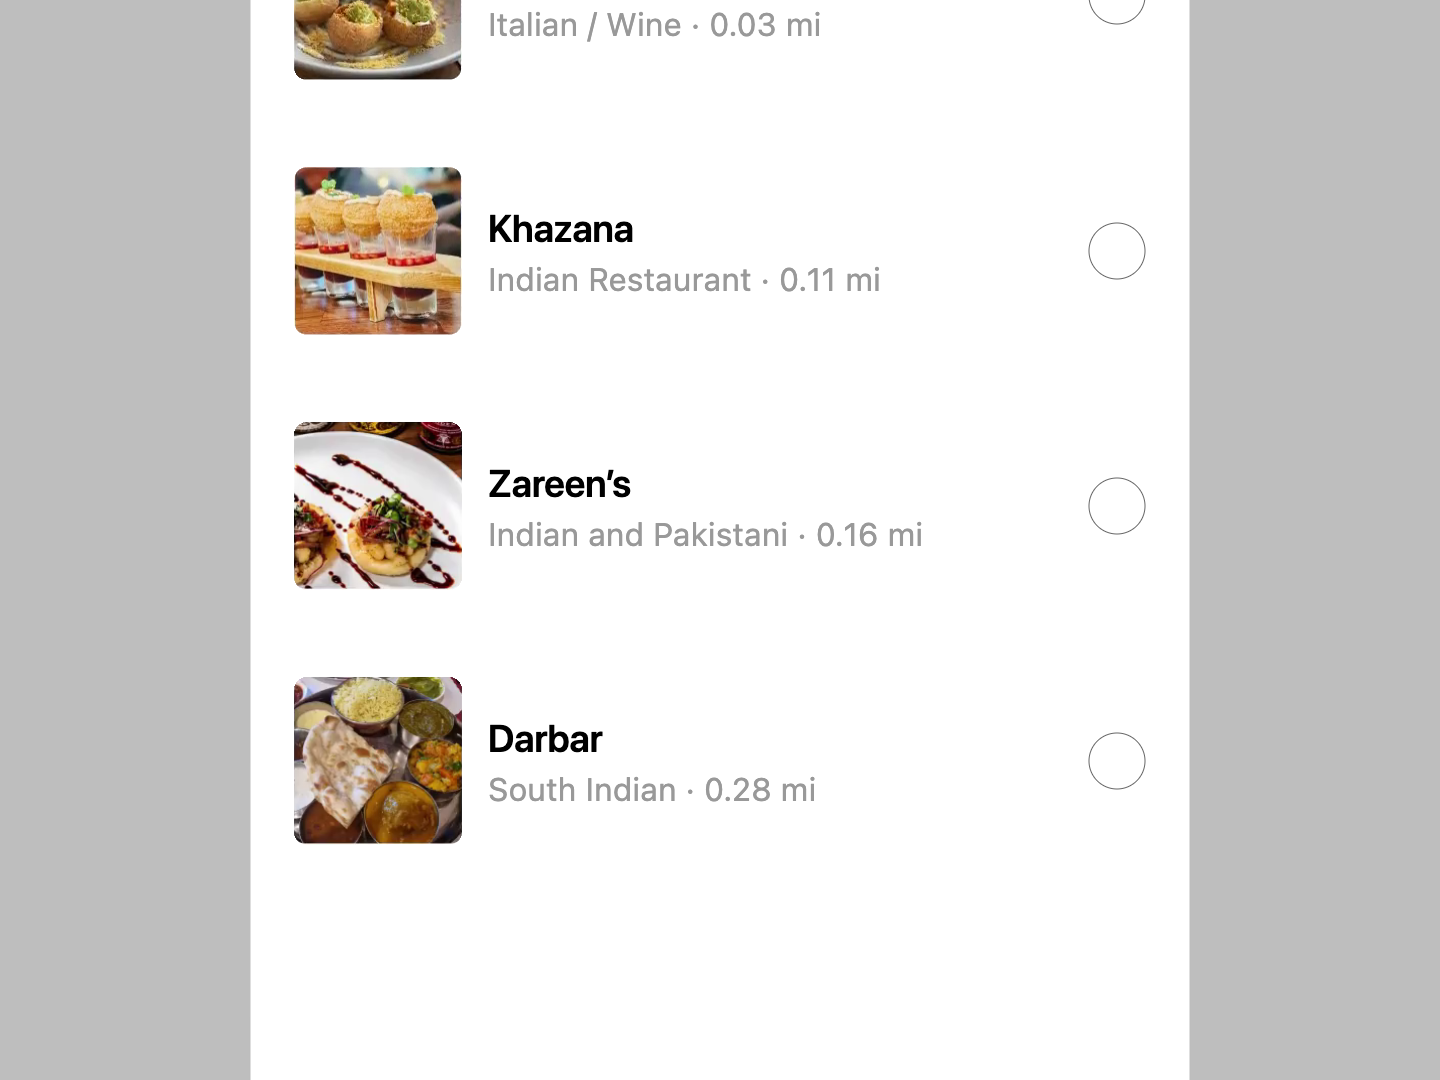 Italian / Wine · 0.03 mi
Khazana
Indian Restaurant · 0.11 mi
Zareen’s
Indian and Pakistani · 0.16 mi
Darbar
South Indian · 0.28 mi